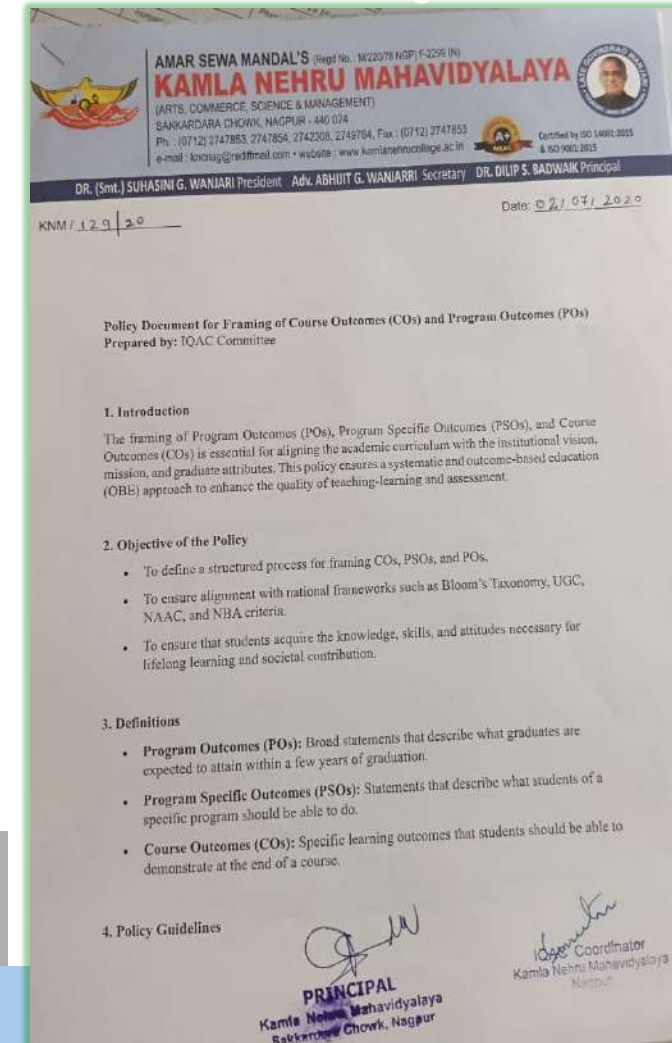 AMAR SEWA MANDAL'S (Regd No. : M/220/76 NGP) F-2299 (N)
KAMLA NEHRU MAHAVIDYALAYA
(ARTS, COMMERCE, SCIENCE & MANAGEMENT)
SAKKARDARA CHOWK, NAGPUR - 440 024
Ph. : (0712) 2747853, 2747854, 2742308, 2749764, Fax : (0712) 2747853
e-mail : kncnag@rediffmail.com • website : www.kamlanehrucollege.ac.in
LATE GOVINDRAO WANJARI
A+
NAAC
Certified by ISO 14001:2015
& ISO 9001:2015
DR. (Smt.) SUHASINI G. WANJARI President Adv. ABHIJIT G. WANJARRI Secretary DR. DILIP S. BADWAIK Principal
KNM / 129/20
Date: 02/07/2020
Policy Document for Framing of Course Outcomes (COs) and Program Outcomes (POs)
Prepared by: IQAC Committee
1. Introduction
The framing of Program Outcomes (POs), Program Specific Outcomes (PSOs), and Course
Outcomes (COs) is essential for aligning the academic curriculum with the institutional vision,
mission, and graduate attributes. This policy ensures a systematic and outcome-based education
(OBE) approach to enhance the quality of teaching-learning and assessment.
2. Objective of the Policy
• To define a structured process for framing COs, PSOs, and POs.
• To ensure alignment with national frameworks such as Bloom's Taxonomy, UGC,
NAAC, and NBA criteria.
• To ensure that students acquire the knowledge, skills, and attitudes necessary for
lifelong learning and societal contribution.
3. Definitions
• Program Outcomes (POs): Broad statements that describe what graduates are
expected to attain within a few years of graduation.
• Program Specific Outcomes (PSOs): Statements that describe what students of a
specific program should be able to do.
• Course Outcomes (COs): Specific learning outcomes that students should be able to
demonstrate at the end of a course.
4. Policy Guidelines
PRINCIPAL
Kamla Nehru Mahavidyalaya
Sakkardara Chowk, Nagpur
Coordinator
Kamla Nehru Mahavidyalaya
Nagpur